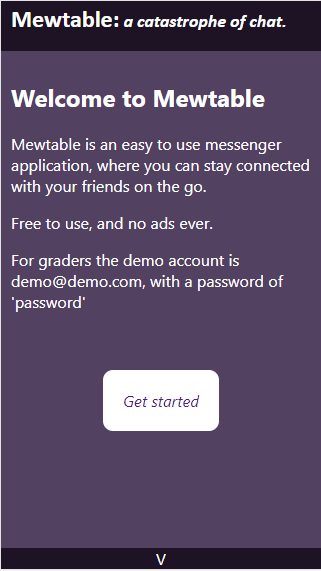 Mewtable: a catastrophe of chat.
Welcome to Mewtable
Mewtable is an easy to use messenger
application, where you can stay connected
with your friends on the go.
Free to use, and no ads ever.
For graders the demo account is
demo@demo.com, with a password of
'password'
Get started
V